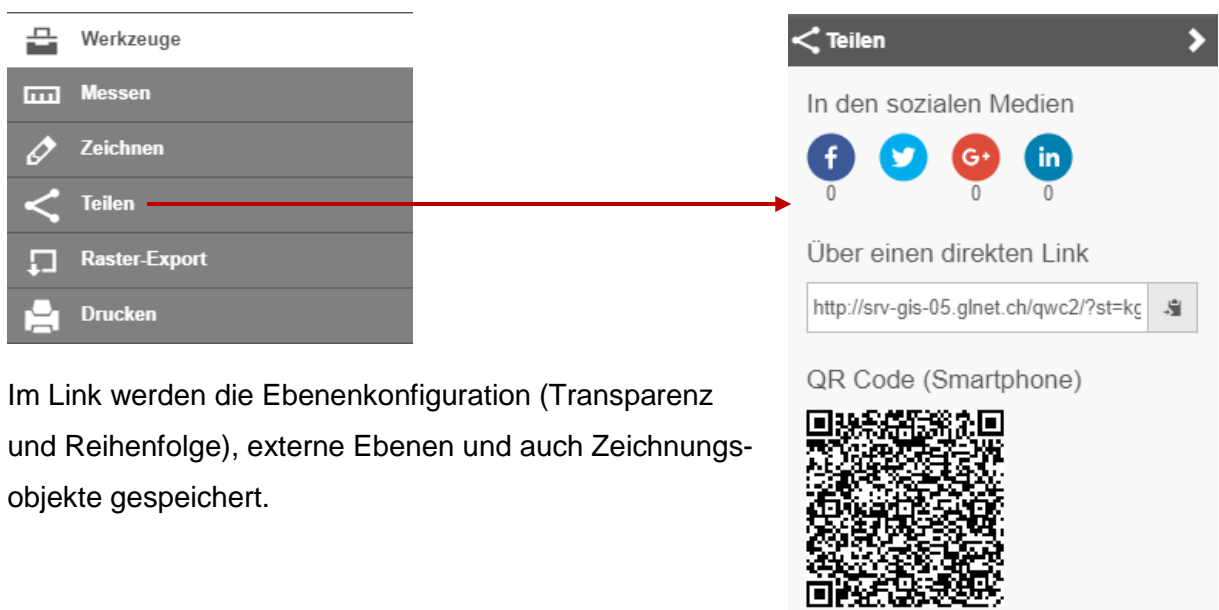 Werkzeuge
Messen
Zeichnen
Teilen
Raster-Export
Drucken
Im Link werden die Ebenenkonfiguration (Transparenz
und Reihenfolge), externe Ebenen und auch Zeichnungs-
objekte gespeichert.
Teilen
In den sozialen Medien
f G+ in
0 0 0
Über einen direkten Link
http://srv-gis-05.glnet.ch/qwc2/?st=kg
QR Code (Smartphone)